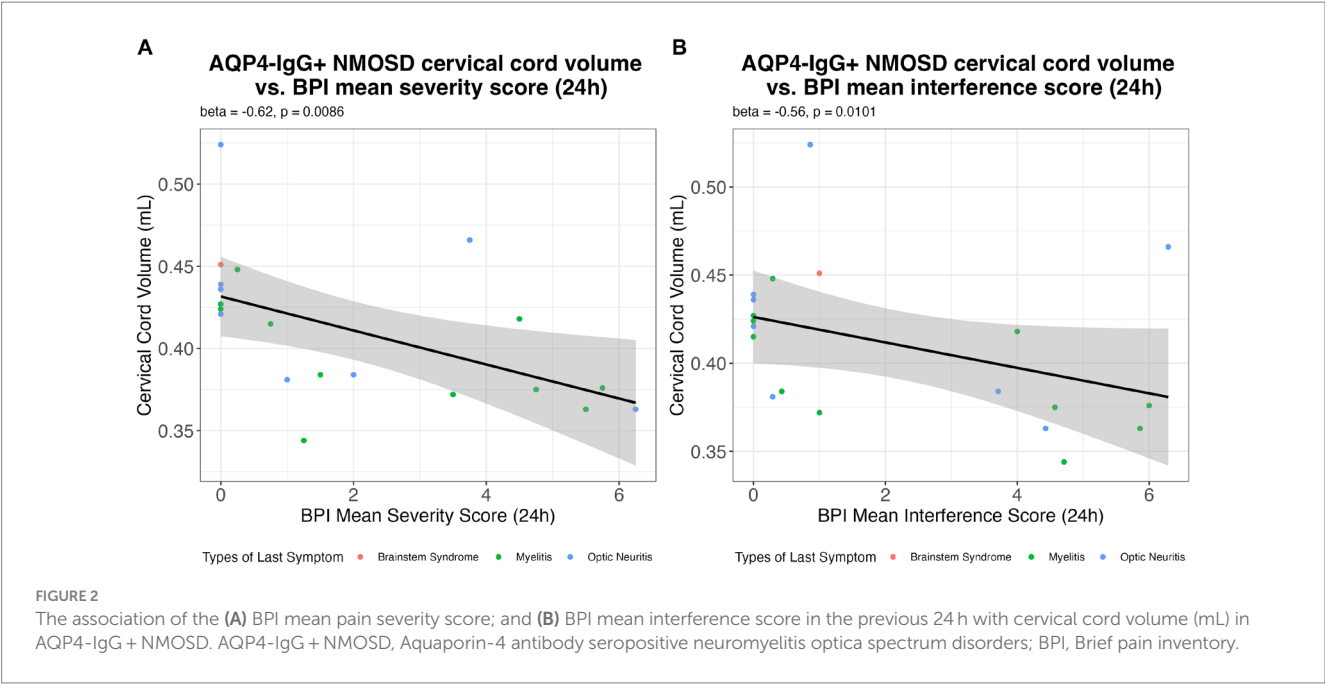 A
AQP4-IgG+ NMOSD cervical cord volume
vs. BPI mean severity score (24h)
beta = -0.62, p = 0.0086
Cervical Cord Volume (mL)
0.50
0.45
0.40
0.35
0
2
4
6
BPI Mean Severity Score (24h)
Types of Last Symptom
Brainstem Syndrome
Myelitis
Optic Neuritis
B
AQP4-IgG+ NMOSD cervical cord volume
vs. BPI mean interference score (24h)
beta = -0.56, p = 0.0101
Cervical Cord Volume (mL)
0.50
0.45
0.40
0.35
0
2
4
6
BPI Mean Interference Score (24h)
Types of Last Symptom
Brainstem Syndrome
Myelitis
Optic Neuritis
FIGURE 2
The association of the (A) BPI mean pain severity score; and (B) BPI mean interference score in the previous 24 h with cervical cord volume (mL) in
AQP4-IgG + NMOSD. AQP4-IgG + NMOSD, Aquaporin-4 antibody seropositive neuromyelitis optica spectrum disorders; BPI, Brief pain inventory.